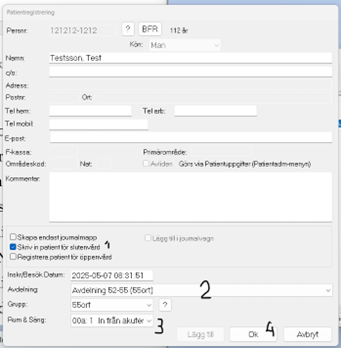 Patientregistrering
Persnr: 121212-1212 ? BFR 112 år
Kön: Man
Namn: Testsson, Test
c/o:
Adress:
Postnr: Ort:
Tel hem: Tel arb:
Tel mobil:
E-post:
F-kassa: Primärområde:
Områdeskod: Nat: Avliden Görs via Patientuppgifter (Patientadm-menyn)
Kommentar:
Skapa endast journalmapp Lägg till i journalvagn
Skriv in patient för slutenvård 1
Registrera patient för öppenvård
Inskr/Besök Datum: 2025-05-07 08:31:51
Avdelning: Avdelning 52-55 (55ort) 2
Grupp: 55ort ?
Rum & Säng: 00a: 1 In från akuten 3
Lägg till Ok 4 Avbryt